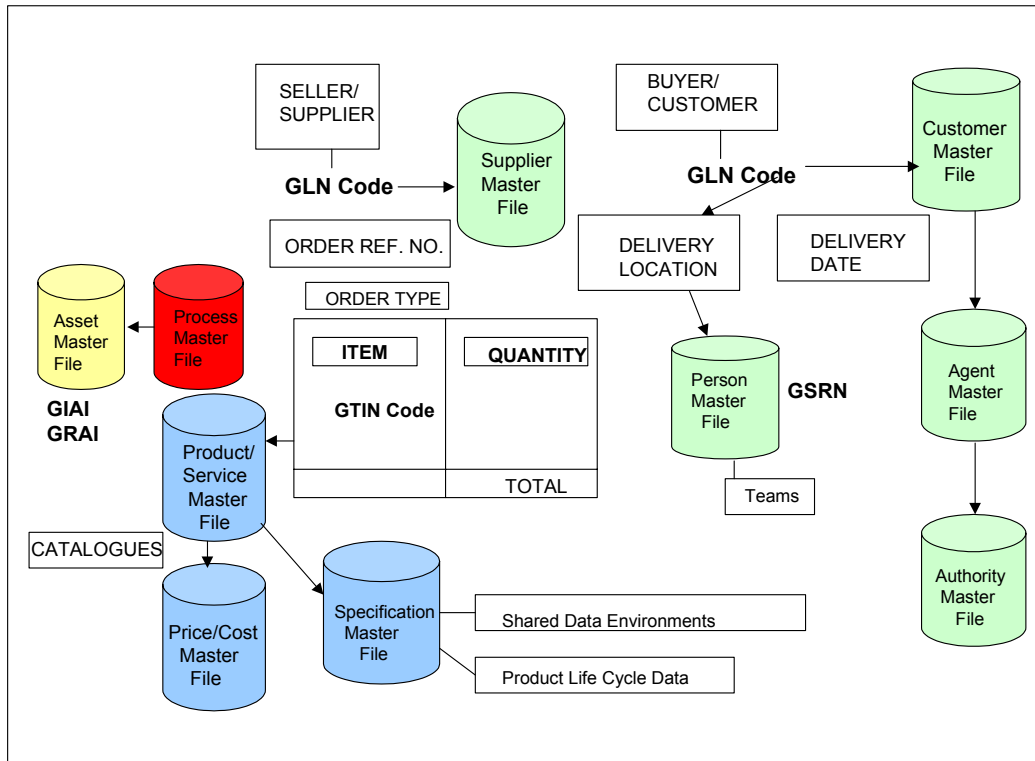 SELLER/
SUPPLIER
BUYER/
CUSTOMER
Customer
Master
File
Supplier
Master
File
GLN Code
GLN Code
ORDER REF. NO.
DELIVERY
LOCATION
DELIVERY
DATE
ORDER TYPE
Asset
Master
File
Process
Master
File
ITEM
QUANTITY
GTIN Code
TOTAL
Person
Master
File
GSRN
Agent
Master
File
GIAI
GRAI
Product/
Service
Master
File
Teams
CATALOGUES
Price/Cost
Master
File
Specification
Master
File
Shared Data Environments
Product Life Cycle Data
Authority
Master
File